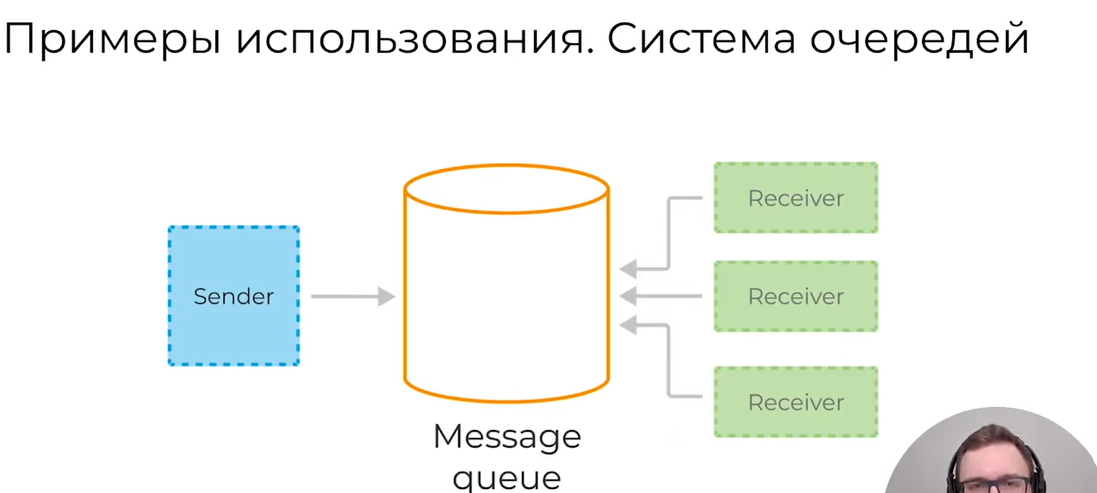 Примеры использования. Система очередей
Receiver
Sender
Receiver
Receiver
Message
queue